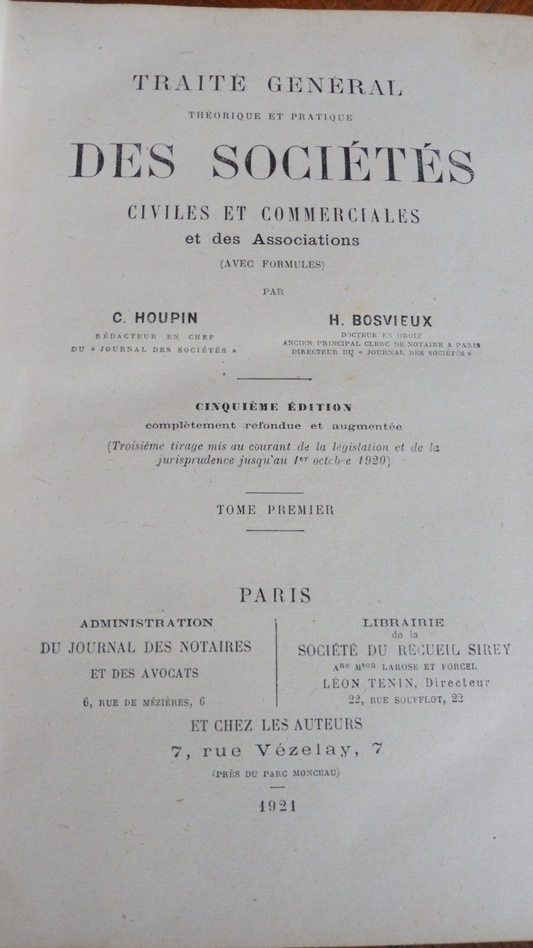 TRAITÉ GÉNÉRAL
THÉORIQUE ET PRATIQUE
DES SOCIÉTÉS
CIVILES ET COMMERCIALES
et des Associations
(AVEC FORMULES)
PAR
C. HOUPIN
RÉDACTEUR EN CHEF
DU « JOURNAL DES SOCIÉTÉS »
H. BOSVIEUX
DOCTEUR EN DROIT
ANCIEN PRINCIPAL CLERC DE NOTAIRE A PARIS
DIRECTEUR DU « JOURNAL DES SOCIÉTÉS »
CINQUIÈME ÉDITION
complètement refondue et augmentée
(Troisième tirage mis au courant de la législation et de la
jurisprudence jusqu'au 1er octobre 1920)
TOME PREMIER
PARIS
ADMINISTRATION
DU JOURNAL DES NOTAIRES
ET DES AVOCATS
6, RUE DE MÉZIÈRES, 6
LIBRAIRIE
de la
SOCIÉTÉ DU RECUEIL SIREY
Ane Mson LAROSE ET FORCEL
LÉON TENIN, Directeur
22, RUE SOUFFLOT, 22
ET CHEZ LES AUTEURS
7, rue Vézelay, 7
(PRÈS DU PARC MONCEAU)
1921